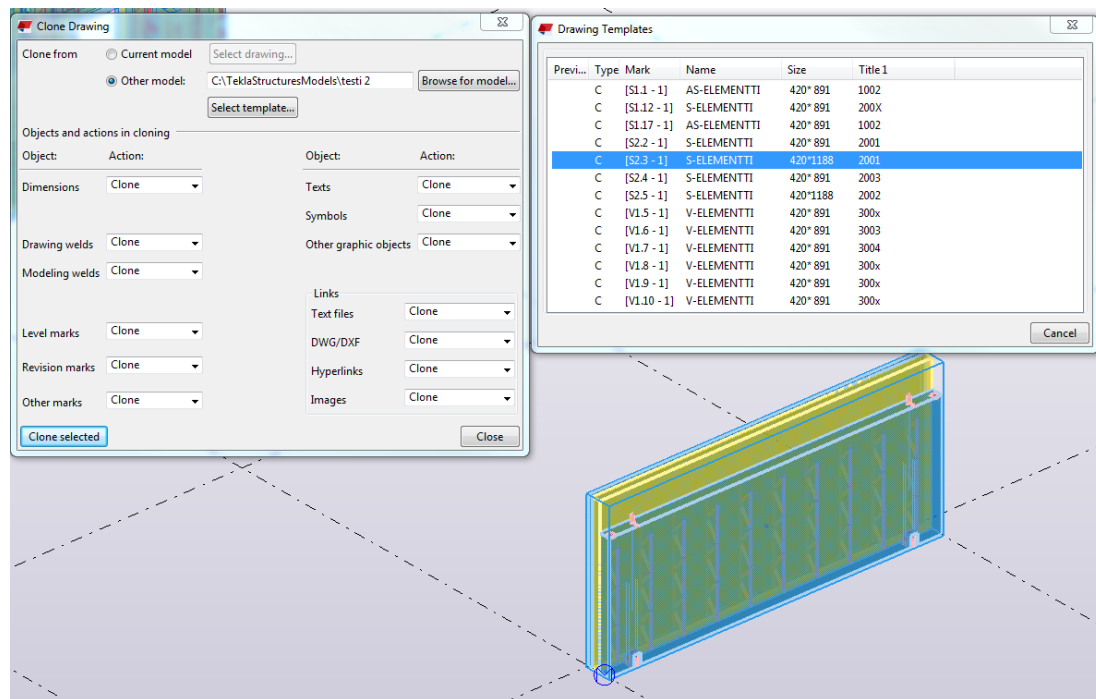 Clone Drawing
Clone from Current model Select drawing...
Other model: C:\TeklaStructuresModels\testi 2 Browse for model...
Select template...
Objects and actions in cloning
Object: Action: Object: Action:
Dimensions Clone Texts Clone
Symbols Clone
Drawing welds Clone Other graphic objects Clone
Modeling welds Clone
Links
Text files Clone
Level marks Clone DWG/DXF Clone
Revision marks Clone Hyperlinks Clone
Other marks Clone Images Clone
Clone selected Close
Drawing Templates
Previ... Type Mark Name Size Title 1
C [S1.1 - 1] AS-ELEMENTTI 420* 891 1002
C [S1.12 - 1] S-ELEMENTTI 420* 891 200X
C [S1.17 - 1] AS-ELEMENTTI 420* 891 1002
C [S2.2 - 1] S-ELEMENTTI 420* 891 2001
C [S2.3 - 1] S-ELEMENTTI 420*1188 2001
C [S2.4 - 1] S-ELEMENTTI 420* 891 2003
C [S2.5 - 1] S-ELEMENTTI 420*1188 2002
C [V1.5 - 1] V-ELEMENTTI 420* 891 300x
C [V1.6 - 1] V-ELEMENTTI 420* 891 3003
C [V1.7 - 1] V-ELEMENTTI 420* 891 3004
C [V1.8 - 1] V-ELEMENTTI 420* 891 300x
C [V1.9 - 1] V-ELEMENTTI 420* 891 300x
C [V1.10 - 1] V-ELEMENTTI 420* 891 300x
Cancel